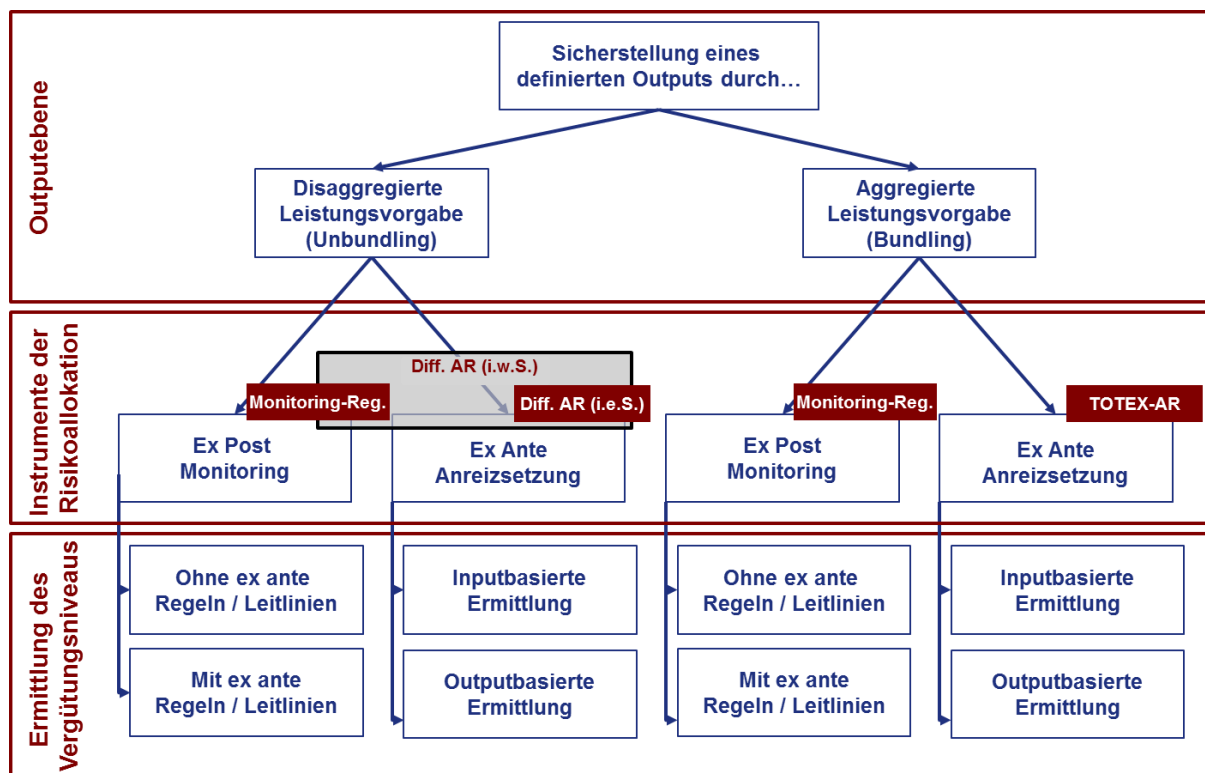 Outputebene
Sicherstellung eines
definierten Outputs durch…
Disaggregierte
Leistungsvorgabe
(Unbundling)
Aggregierte
Leistungsvorgabe
(Bundling)
Instrumente der
Risikoallokation
Diff. AR (i.w.S.)
Monitoring-Reg.
Diff. AR (i.e.S.)
Monitoring-Reg.
TOTEX-AR
Ex Post
Monitoring
Ex Ante
Anreizsetzung
Ex Post
Monitoring
Ex Ante
Anreizsetzung
Ermittlung des
Vergütungsniveaus
Ohne ex ante
Regeln / Leitlinien
Inputbasierte
Ermittlung
Ohne ex ante
Regeln / Leitlinien
Inputbasierte
Ermittlung
Mit ex ante
Regeln / Leitlinien
Outputbasierte
Ermittlung
Mit ex ante
Regeln / Leitlinien
Outputbasierte
Ermittlung